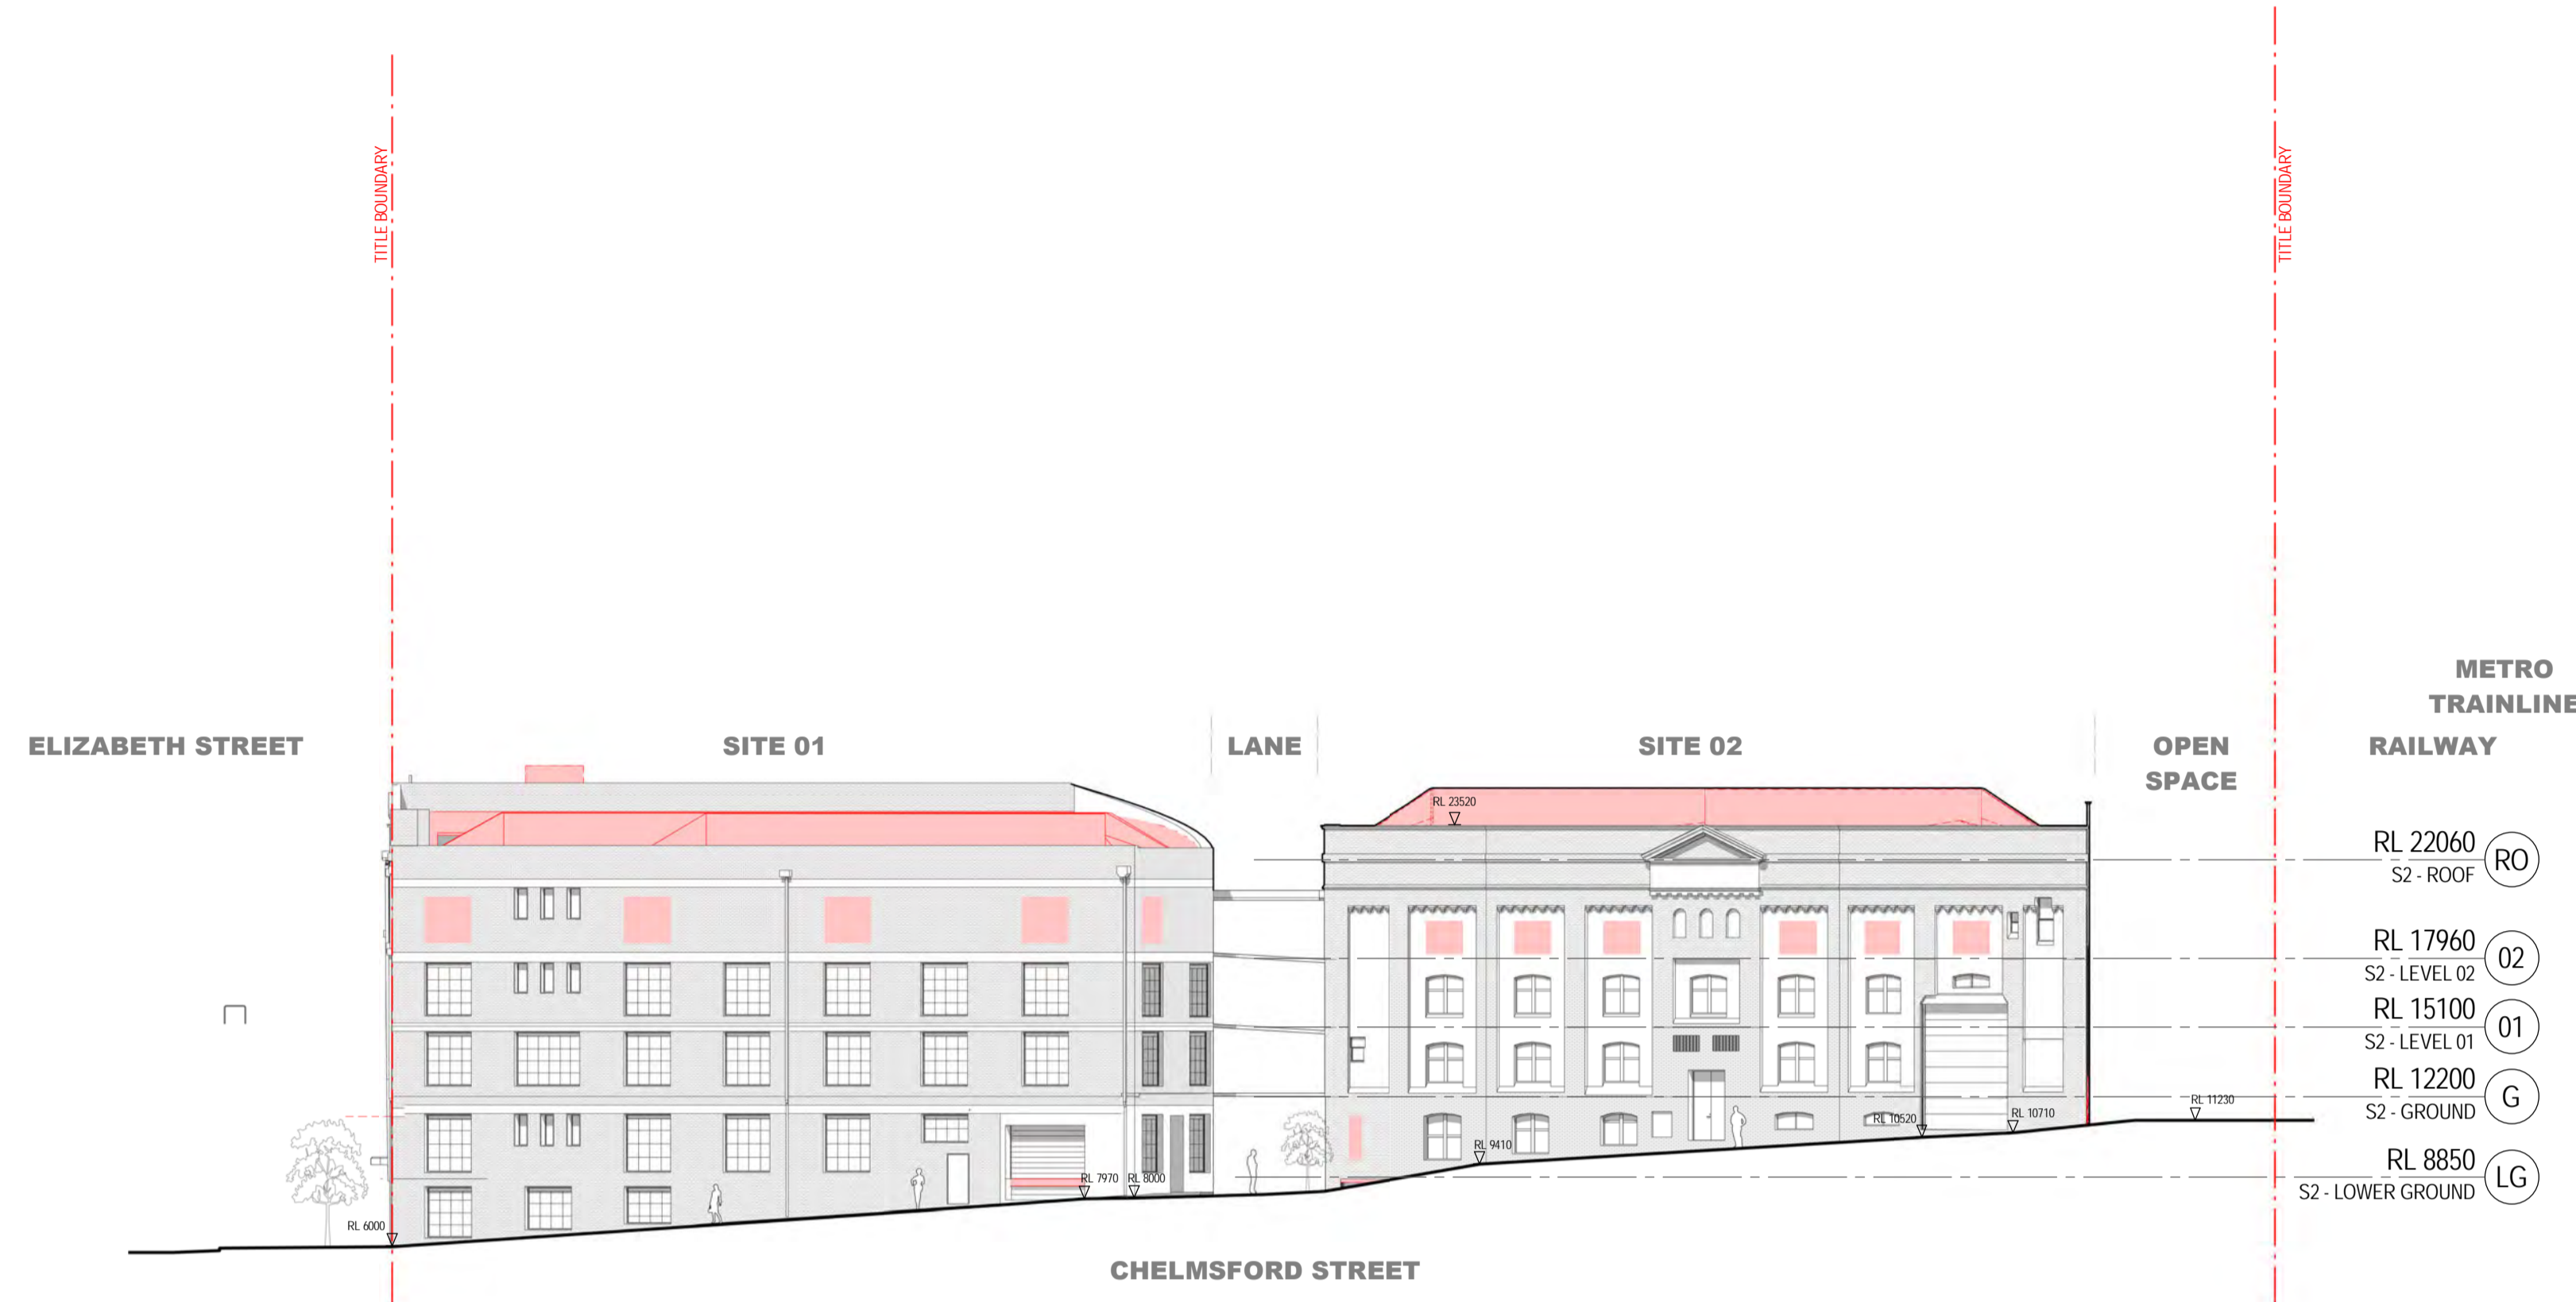 TITLE BOUNDARY
TITLE BOUNDARY
METRO
TRAINLINE
ELIZABETH STREET
SITE 01
LANE
SITE 02
OPEN
SPACE
RAILWAY
RL 23520
RL 22060
S2 - ROOF
RO
RL 17960
S2 - LEVEL 02
02
RL 15100
S2 - LEVEL 01
01
RL 12200
S2 - GROUND
G
RL 11230
RL 10520
RL 10710
RL 9410
RL 8850
S2 - LOWER GROUND
LG
RL 7970
RL 8000
RL 6000
CHELMSFORD STREET